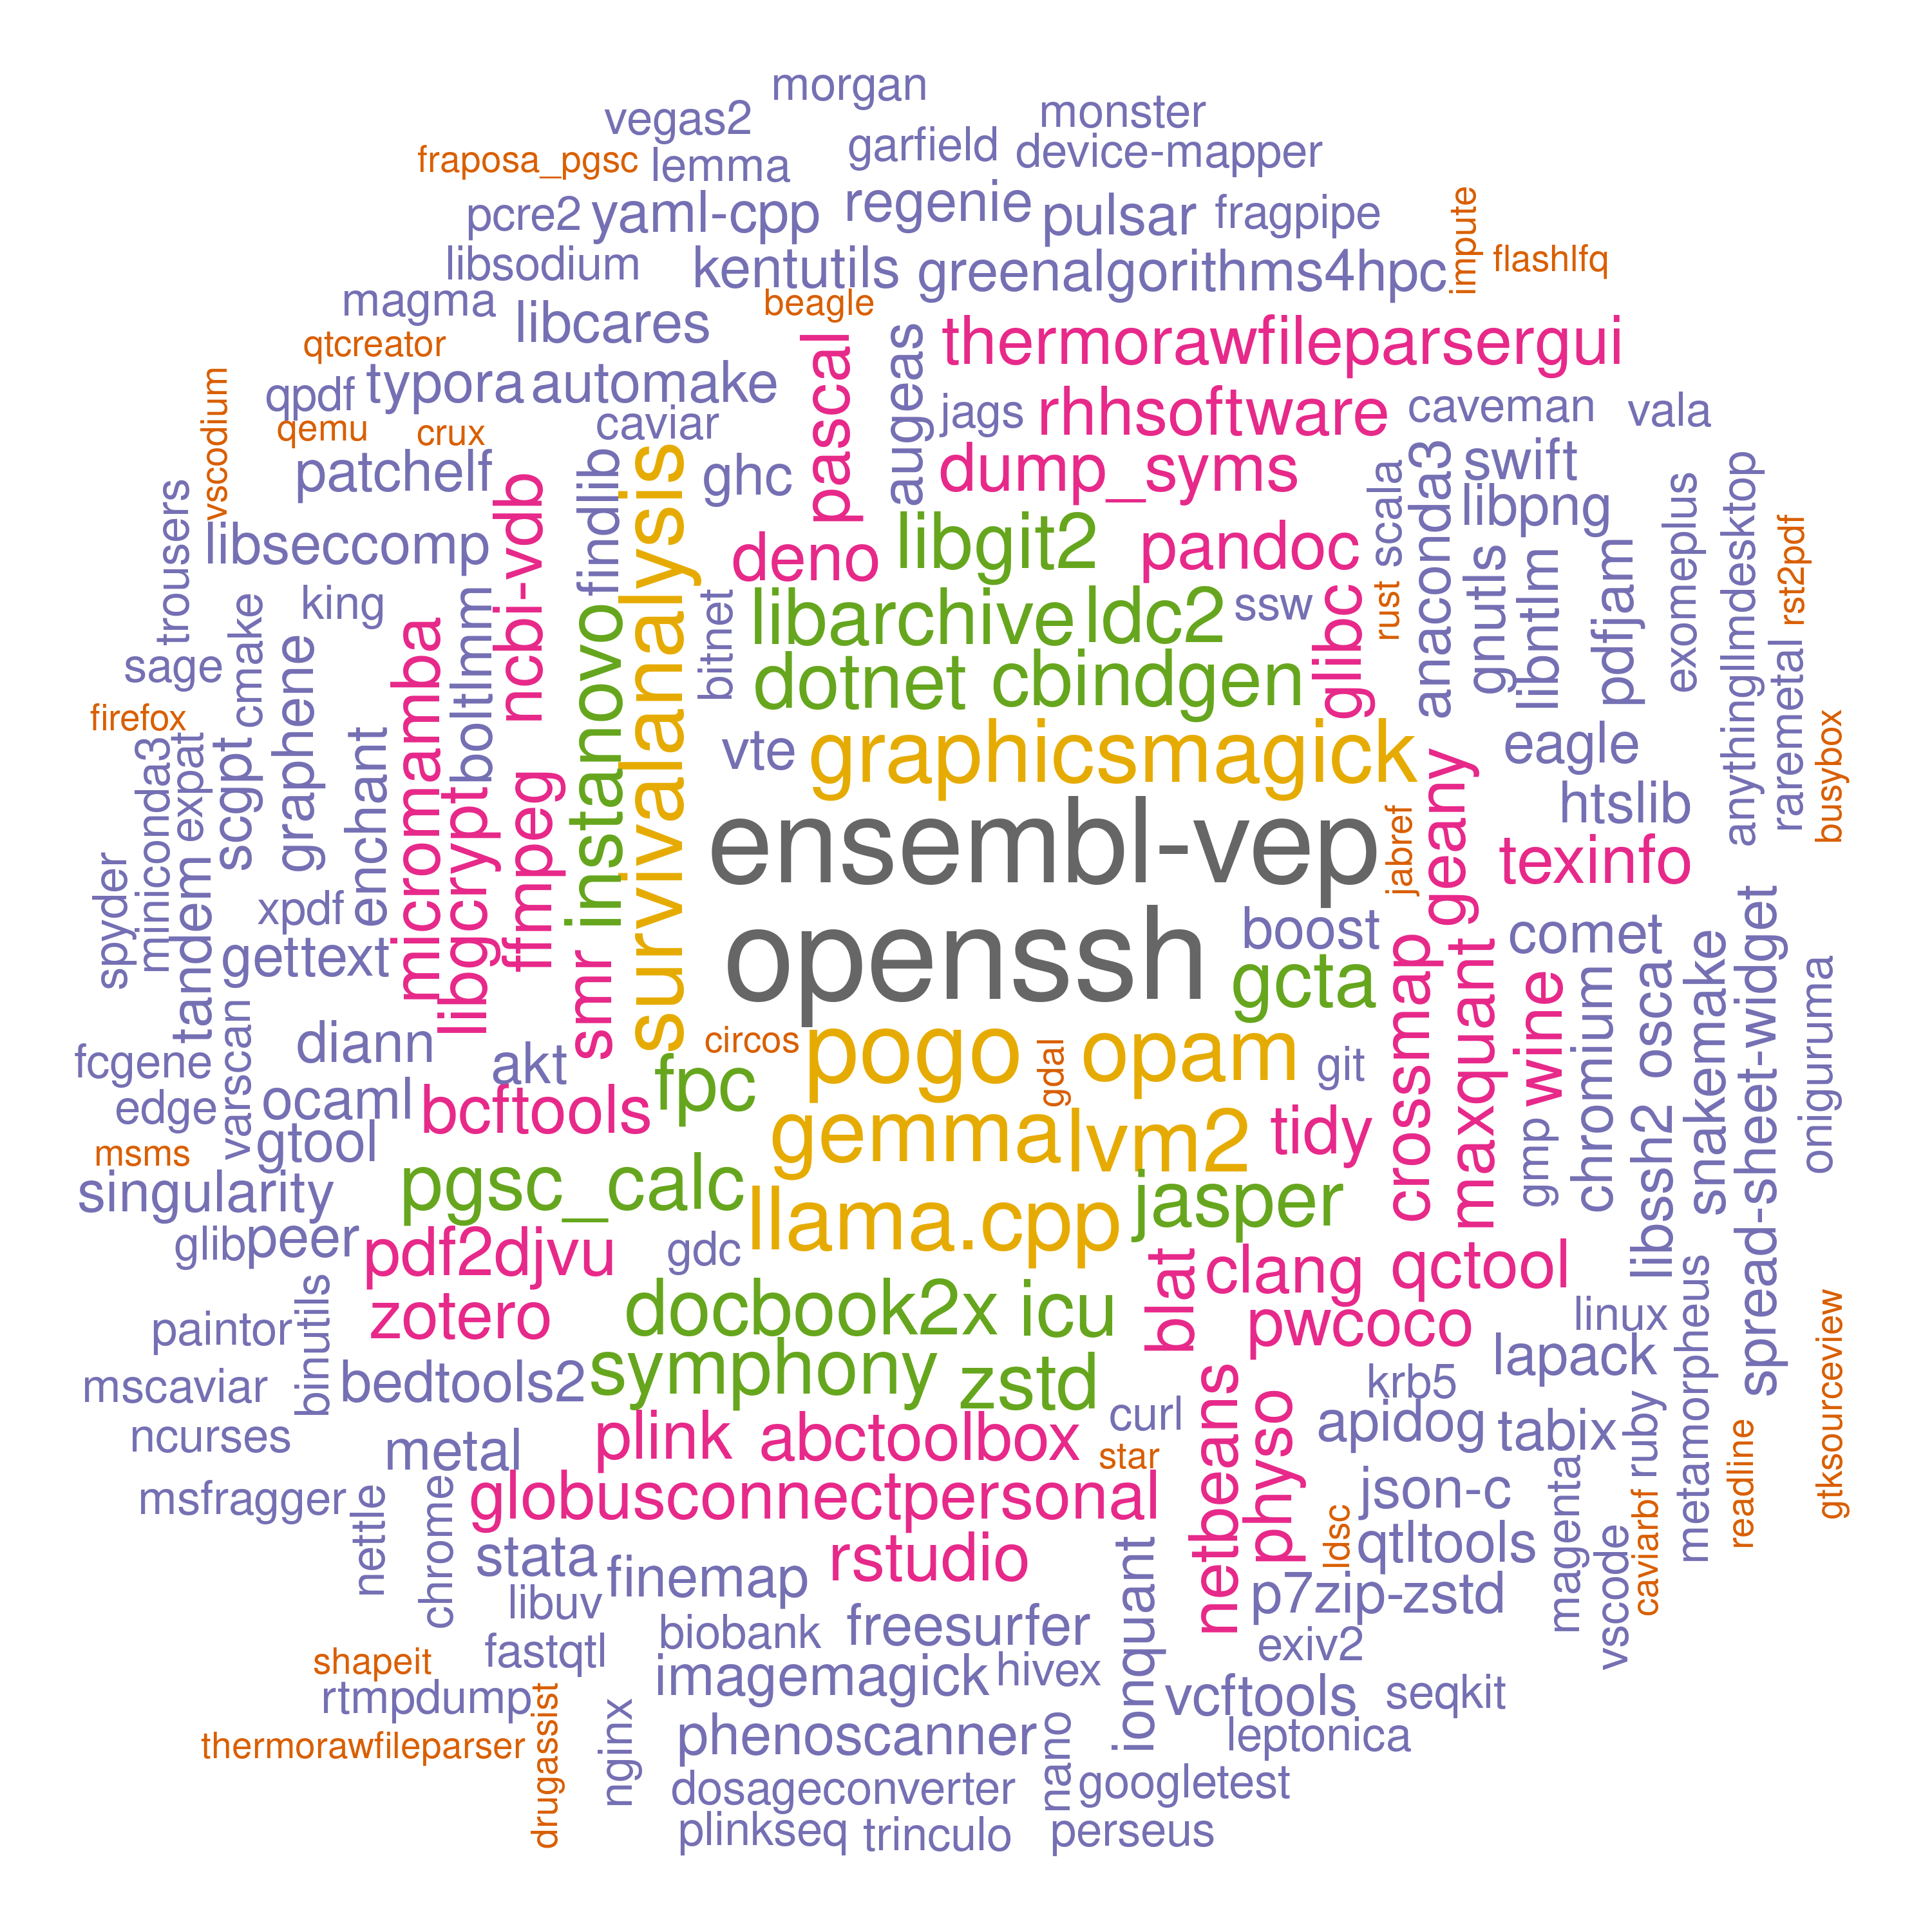 morgan
vegas2
monster
garfield
device-mapper
fraposa_pgsc
lemma
pcre2
yaml-cpp
regenie
pulsar
fragpipe
impute
flashlfq
libsodium
kentutils
greenalgorithms4hpc
magma
beagle
libcares
qtcreator
thermorawfileparsergui
pascal
augeas
qpdf
typora
automake
vscodium
qemu
crux
caviar
jags
rhhsoftware
caveman
vala
patchelf
ncbi-vdb
findlib
survivalanalysis
ghc
dump_syms
scala
anaconda3
swift
libpng
exomeplus
anythingllmdesktop
trousers
libseccomp
deno
libgit2
pandoc
gnutls
libntlm
pdfjam
rst2pdf
king
cmake
graphene
micromamba
boltlmm
instanovo
bitnet
libarchive
ldc2
ssw
glibc
rust
sage
dotnet
cbindgen
raremetal
firefox
miniconda3
expat
scgpt
enchant
libgcrypt
ffmpeg
vte
graphicsmagick
geany
eagle
busybox
htslib
spyder
tandem
xpdf
ensembl-vep
jabref
texinfo
gettext
smr
openssh
boost
gcta
crossmap
maxquant
wine
comet
chromium
osca
snakemake
spread-sheet-widget
oniguruma
varscan
diann
akt
circos
pogo
gdal
opam
git
fcgene
edge
ocaml
bcftools
fpc
gemma
lvm2
tidy
gmp
libssh2
msms
gtool
singularity
pgsc_calc
llama.cpp
jasper
glib
peer
pdf2djvu
gdc
blat
clang
qctool
metamorpheus
binutils
paintor
zotero
docbook2x
icu
pwcoco
linux
gtksourceview
mscaviar
bedtools2
symphony
zstd
netbeans
physo
krb5
lapack
ncurses
metal
plink
abctoolbox
curl
star
apidog
tabix
ruby
readline
msfragger
nettle
chrome
globusconnectpersonal
json-c
magenta
caviarbf
stata
finemap
rstudio
ionquant
ldsc
qtltools
vscode
libuv
p7zip-zstd
fastqtl
biobank
freesurfer
exiv2
shapeit
rtmpdump
imagemagick
hivex
vcftools
seqkit
thermorawfileparser
drugassist
nginx
phenoscanner
nano
leptonica
dosageconverter
googletest
plinkseq
trinculo
perseus